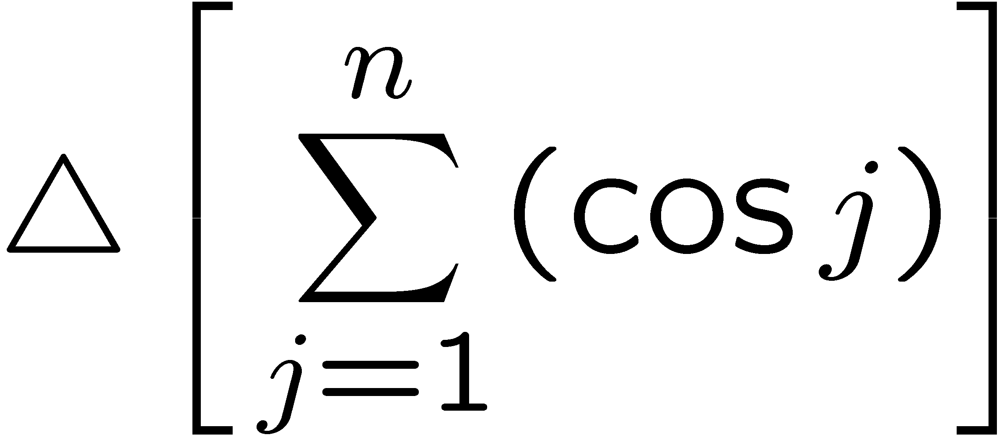 △ [ n ∑ j=1 (cos j) ]